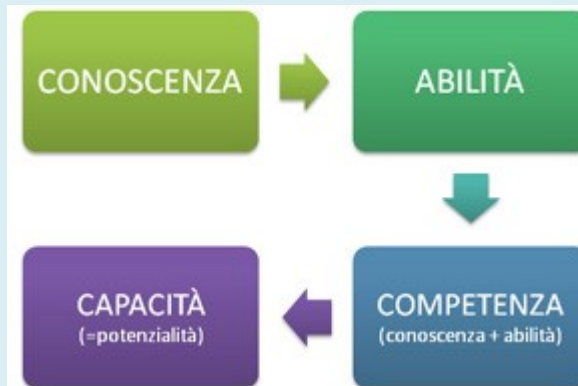 CONOSCENZA
ABILITÀ
CAPACITÀ
(=potenzialità)
COMPETENZA
(conoscenza + abilità)